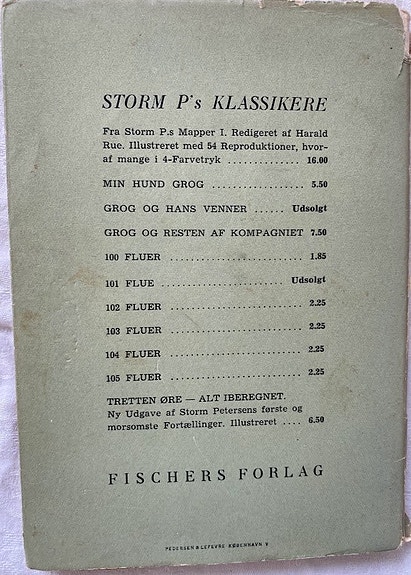 STORM P's KLASSIKERE
Fra Storm P.s Mapper I. Redigeret af Harald
Rue. Illustreret med 54 Reproduktioner, hvor-
af mange i 4-Farvetryk .............. 16.00
MIN HUND GROG .................. 5.50
GROG OG HANS VENNER ...... Udsolgt
GROG OG RESTEN AF KOMPAGNIET 7.50
100 FLUER ......................... 1.85
101 FLUE ....................... Udsolgt
102 FLUER ......................... 2.25
103 FLUER ......................... 2.25
104 FLUER ......................... 2.25
105 FLUER ......................... 2.25
TRETTEN ØRE — ALT IBEREGNET.
Ny Udgave af Storm Petersens første og
morsomste Fortællinger. Illustreret .... 6.50
FISCHERS FORLAG
PEDERSEN & LEFEVRE KØBENHAVN V